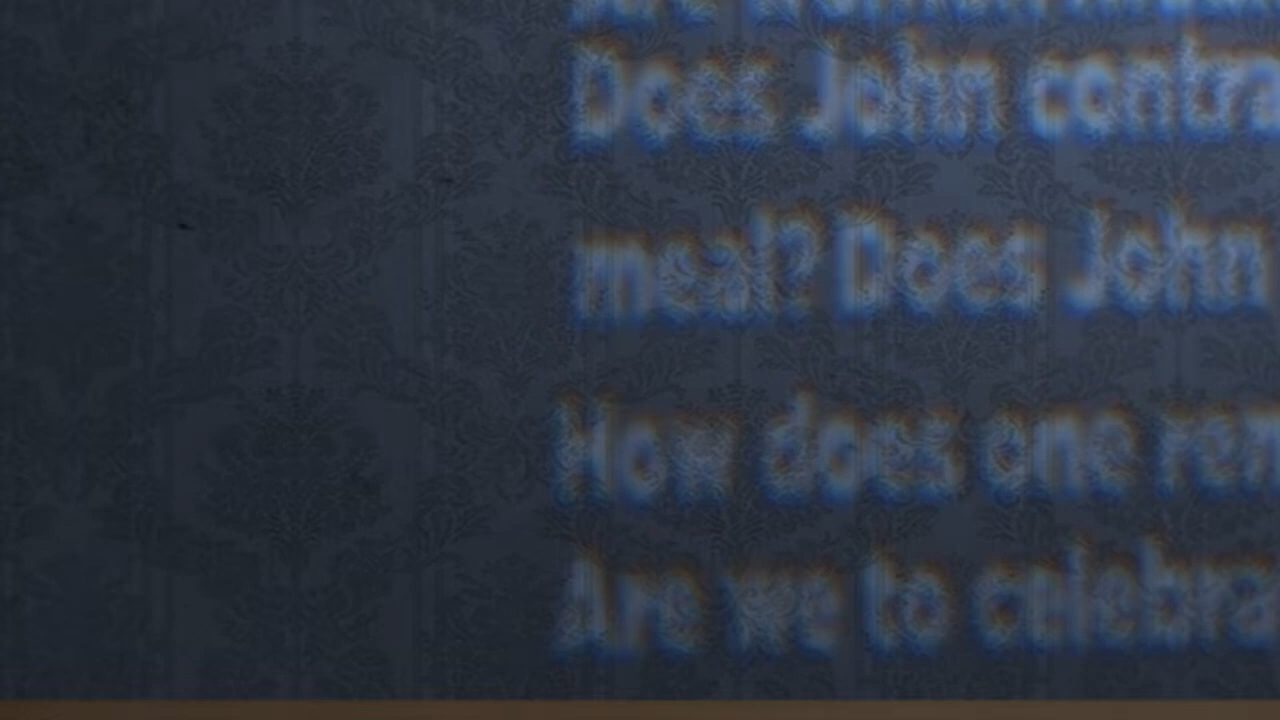 Does John contra
meal? Does John
How does one rem
Are we to celebra